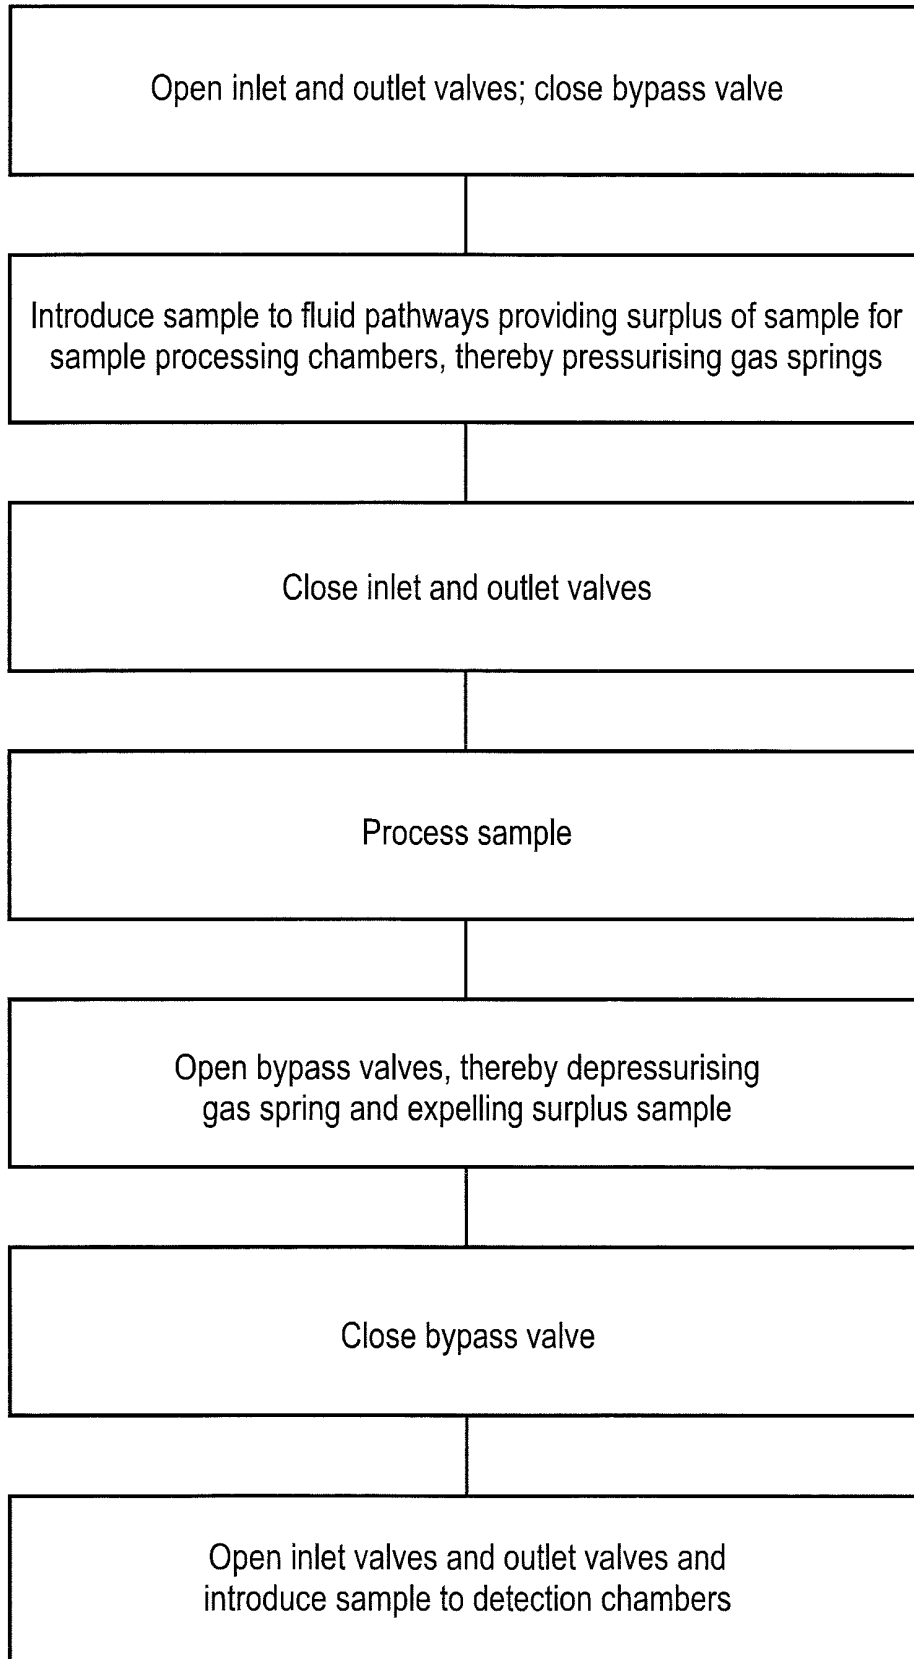 Open inlet and outlet valves; close bypass valve
Introduce sample to fluid pathways providing surplus of sample for
sample processing chambers, thereby pressurising gas springs
Close inlet and outlet valves
Process sample
Open bypass valves, thereby depressurising
gas spring and expelling surplus sample
Close bypass valve
Open inlet valves and outlet valves and
introduce sample to detection chambers